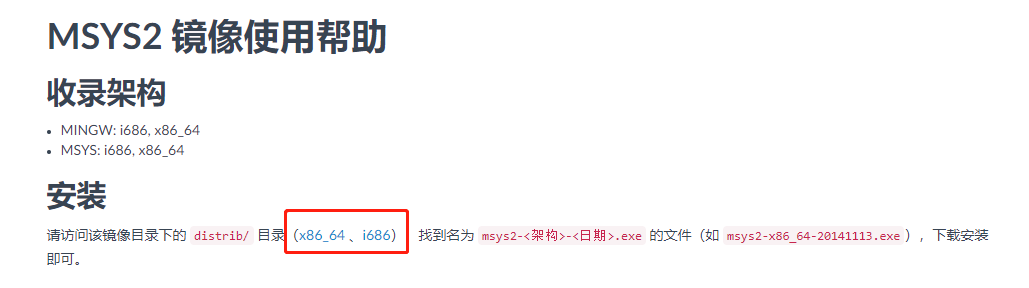 MSYS2 镜像使用帮助
收录架构
MINGW: i686, x86_64
MSYS: i686, x86_64
安装
请访问该镜像目录下的 distrib/ 目录（x86_64 、i686） 找到名为 msys2-<架构>-<日期>.exe 的文件（如 msys2-x86_64-20141113.exe），下载安装
即可。